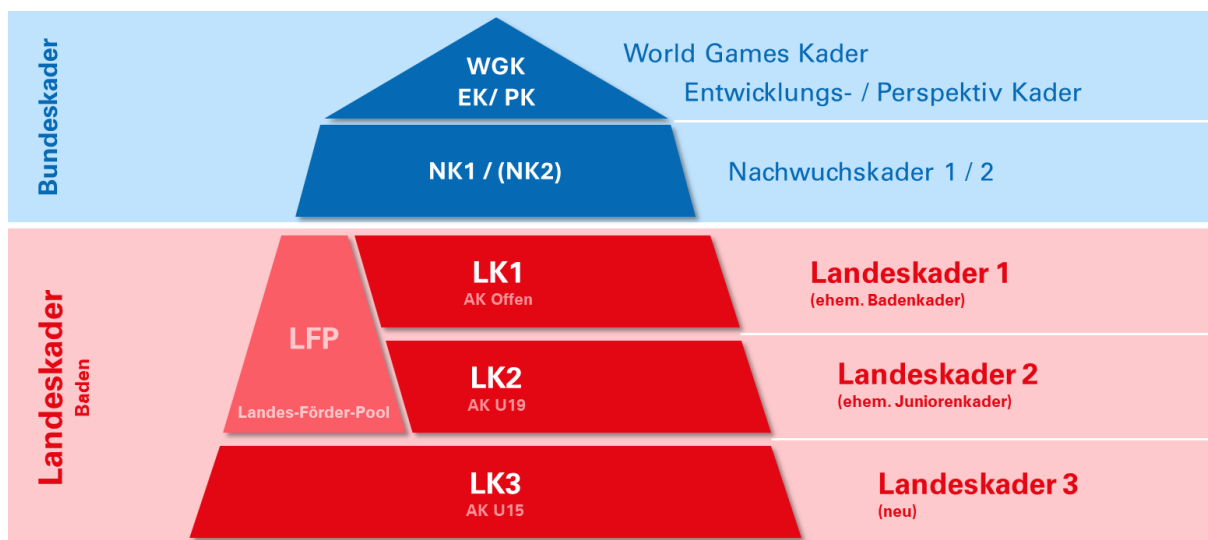 Bundeskader
WGK
EK/ PK
World Games Kader
Entwicklungs- / Perspektiv Kader
NK1 / (NK2)
Nachwuchskader 1 / 2
Landeskader
Baden
LFP
Landes-Förder-Pool
LK1
AK Offen
Landeskader 1
(ehem. Badenkader)
LK2
AK U19
Landeskader 2
(ehem. Juniorenkader)
LK3
AK U15
Landeskader 3
(neu)